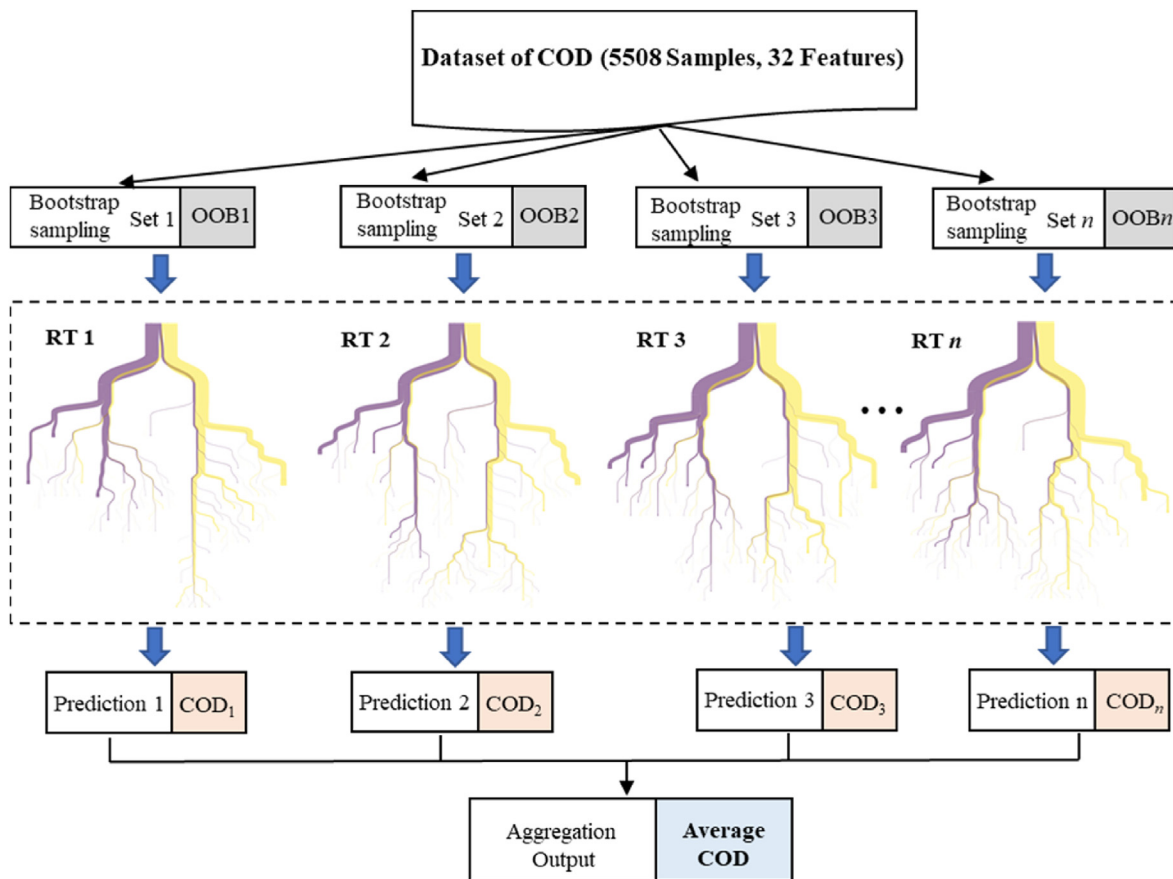 Dataset of COD (5508 Samples, 32 Features)
Bootstrap sampling Set 1 OOB1
Bootstrap sampling Set 2 OOB2
Bootstrap sampling Set 3 OOB3
Bootstrap sampling Set n OOBn
RT 1
RT 2
RT 3
RT n
...
Prediction 1 COD₁
Prediction 2 COD₂
Prediction 3 COD₃
Prediction n CODₙ
Aggregation
Output
Average
COD